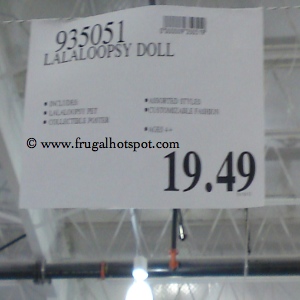 935051
LALALOOPSY DOLL
• INCLUDES:
• LALALOOPSY PET
• COLLECTIBLE POSTER
• ASSORTED STYLES
• CUSTOMIZABLE FASHION
• AGES 4+
© www.frugalhotspot.com
19.49